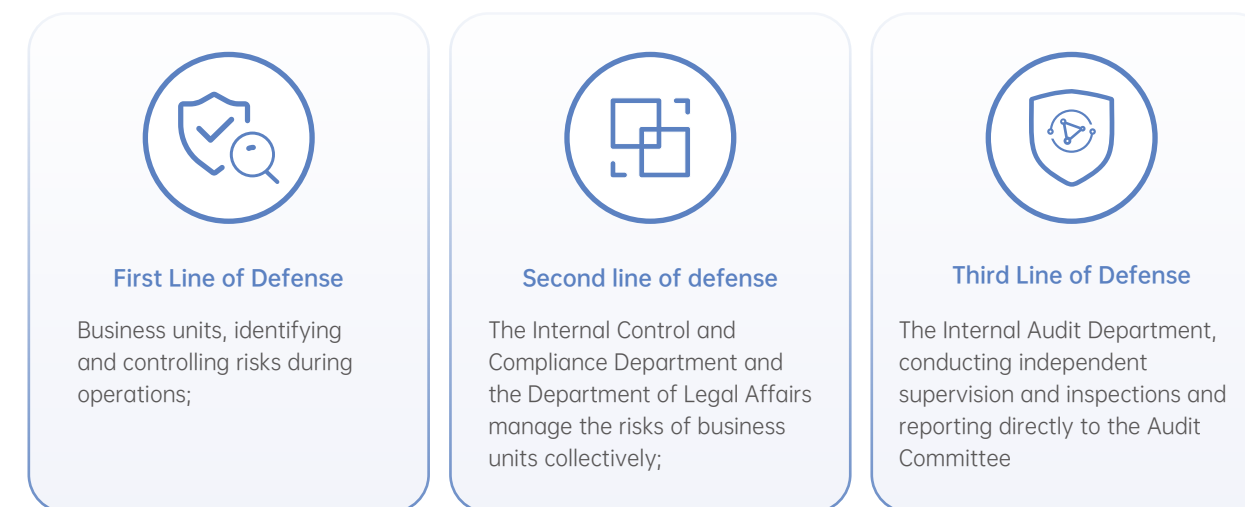 First Line of Defense
Business units, identifying
and controlling risks during
operations;
Second line of defense
The Internal Control and
Compliance Department and
the Department of Legal Affairs
manage the risks of business
units collectively;
Third Line of Defense
The Internal Audit Department,
conducting independent
supervision and inspections and
reporting directly to the Audit
Committee